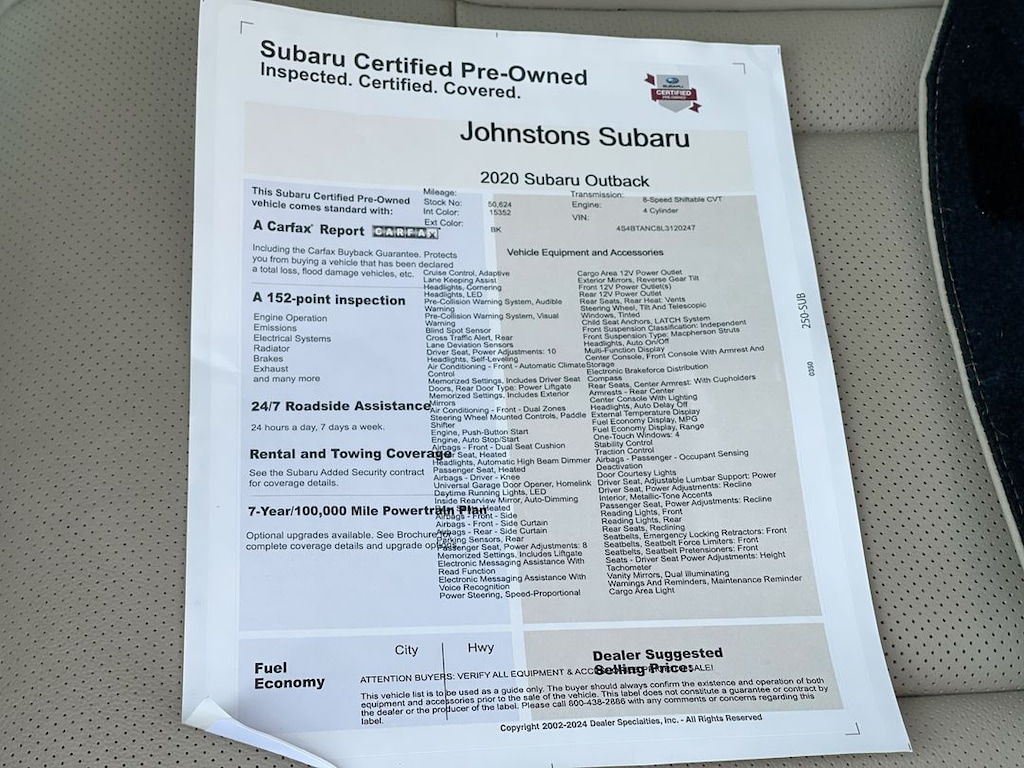 Subaru Certified Pre-Owned
Inspected. Certified. Covered.
SUBARU
CERTIFIED
PRE-OWNED
Johnstons Subaru
2020 Subaru Outback
This Subaru Certified Pre-Owned
vehicle comes standard with:
A Carfax® Report CARFAX
Including the Carfax Buyback Guarantee. Protects
you from buying a vehicle that has been declared
a total loss, flood damage vehicles, etc.
A 152-point inspection
Engine Operation
Emissions
Electrical Systems
Radiator
Brakes
Exhaust
and many more
24/7 Roadside Assistance
24 hours a day, 7 days a week.
Rental and Towing Coverage
See the Subaru Added Security contract
for coverage details.
7-Year/100,000 Mile Powertrain Plan
Optional upgrades available. See Brochure for
complete coverage details and upgrade options.
Mileage: 50,624
Stock No: 15352
Int Color:
Ext Color: BK
Transmission: 8-Speed Shiftable CVT
Engine: 4 Cylinder
VIN: 4S4BTANC6L3120247
Vehicle Equipment and Accessories
Cruise Control, Adaptive
Lane Keeping Assist
Headlights, Cornering
Headlights, LED
Pre-Collision Warning System, Audible
Warning
Pre-Collision Warning System, Visual
Warning
Blind Spot Sensor
Cross Traffic Alert, Rear
Lane Deviation Sensors
Driver Seat, Power Adjustments: 10
Headlights, Self-Leveling
Air Conditioning - Front - Automatic Climate
Control
Memorized Settings, Includes Driver Seat
Doors, Rear Door Type: Power Liftgate
Memorized Settings, Includes Exterior
Mirrors
Air Conditioning - Front - Dual Zones
Steering Wheel Mounted Controls, Paddle
Shifter
Engine, Push-Button Start
Engine, Auto Stop/Start
Airbags - Front - Dual Seat Cushion
Seat, Heated
Headlights, Automatic High Beam Dimmer
Passenger Seat, Heated
Airbags - Driver - Knee
Universal Garage Door Opener, Homelink
Daytime Running Lights, LED
Inside Rearview Mirror, Auto-Dimming
Heated
Airbags - Front - Side
Airbags - Front - Side Curtain
Airbags - Rear - Side Curtain
Parking Sensors, Rear
Passenger Seat, Power Adjustments: 8
Memorized Settings, Includes Liftgate
Electronic Messaging Assistance With
Read Function
Electronic Messaging Assistance With
Voice Recognition
Power Steering, Speed-Proportional
Cargo Area 12V Power Outlet
Exterior Mirrors, Reverse Gear Tilt
Front 12V Power Outlet(s)
Rear 12V Power Outlet
Rear Seats, Rear Heat: Vents
Steering Wheel, Tilt And Telescopic
Windows, Tinted
Child Seat Anchors, LATCH System
Front Suspension Classification: Independent
Front Suspension Type: Macpherson Struts
Headlights, Auto On/Off
Multi-Function Display
Center Console, Front Console With Armrest And
Storage
Electronic Brakeforce Distribution
Compass
Rear Seats, Center Armrest: With Cupholders
Armrests - Rear Center
Center Console With Lighting
Headlights, Auto Delay Off
External Temperature Display
Fuel Economy Display, MPG
Fuel Economy Display, Range
One-Touch Windows: 4
Stability Control
Traction Control
Airbags - Passenger - Occupant Sensing
Deactivation
Door Courtesy Lights
Driver Seat, Adjustable Lumbar Support: Power
Driver Seat, Power Adjustments: Recline
Interior, Metallic-Tone Accents
Passenger Seat, Power Adjustments: Recline
Reading Lights, Front
Reading Lights, Rear
Rear Seats, Reclining
Seatbelts, Emergency Locking Retractors: Front
Seatbelts, Seatbelt Force Limiters: Front
Seatbelts, Seatbelt Pretensioners: Front
Seats - Driver Seat Power Adjustments: Height
Tachometer
Vanity Mirrors, Dual Illuminating
Warnings And Reminders, Maintenance Reminder
Cargo Area Light
250-SUB
0350
Fuel
Economy
City
Hwy
Dealer Suggested
Selling Price:
ATTENTION BUYERS: VERIFY ALL EQUIPMENT & SALE!
This vehicle list is to be used as a guide only. The buyer should always confirm the existence and operation of both
equipment and accessories prior to the sale of the vehicle. This label does not constitute a guarantee or contract by
the dealer or the producer of the label. Please call 800-438-2886 with any comments or concerns regarding this
label.
Copyright 2002-2024 Dealer Specialties, Inc. - All Rights Reserved